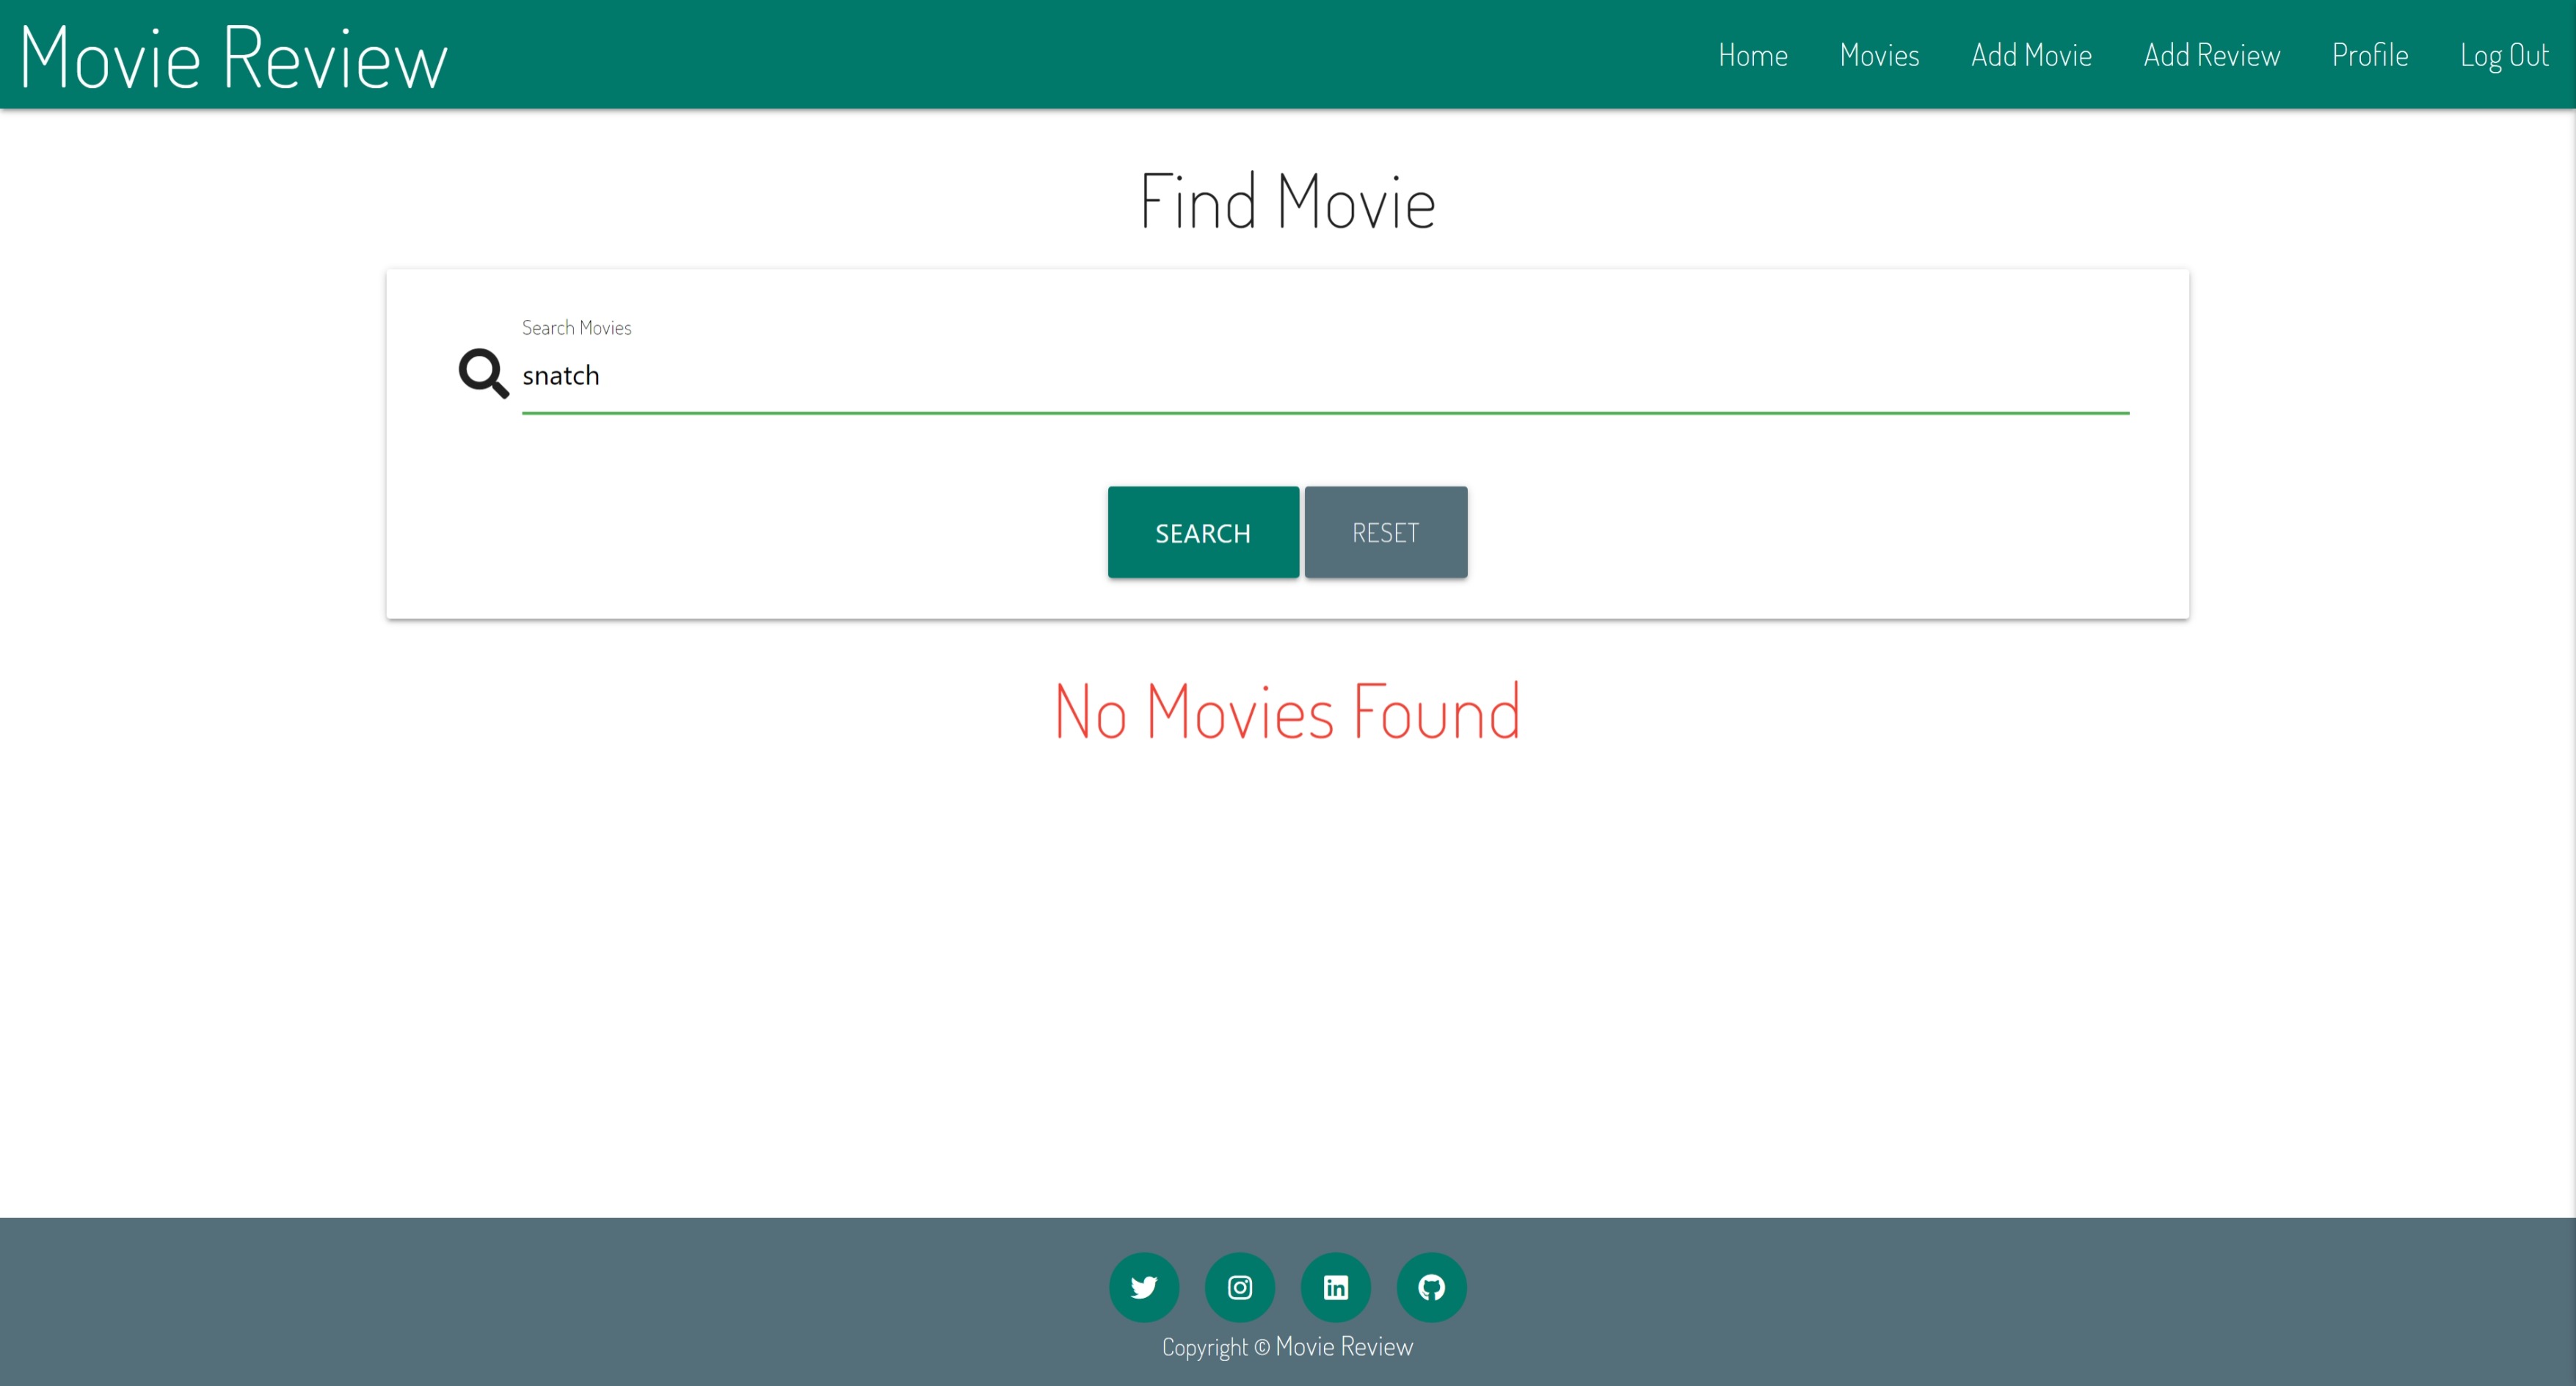 Movie Review
Home Movies Add Movie Add Review Profile Log Out
Find Movie
Search Movies
snatch
SEARCH RESET
No Movies Found
Copyright © Movie Review